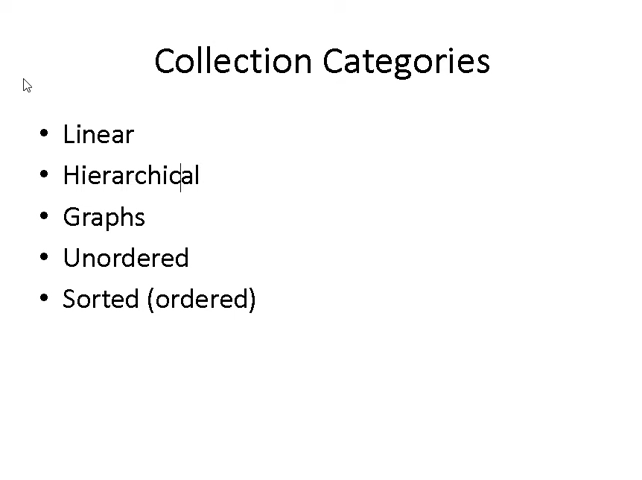 Collection Categories
• Linear
• Hierarchical
• Graphs
• Unordered
• Sorted (ordered)